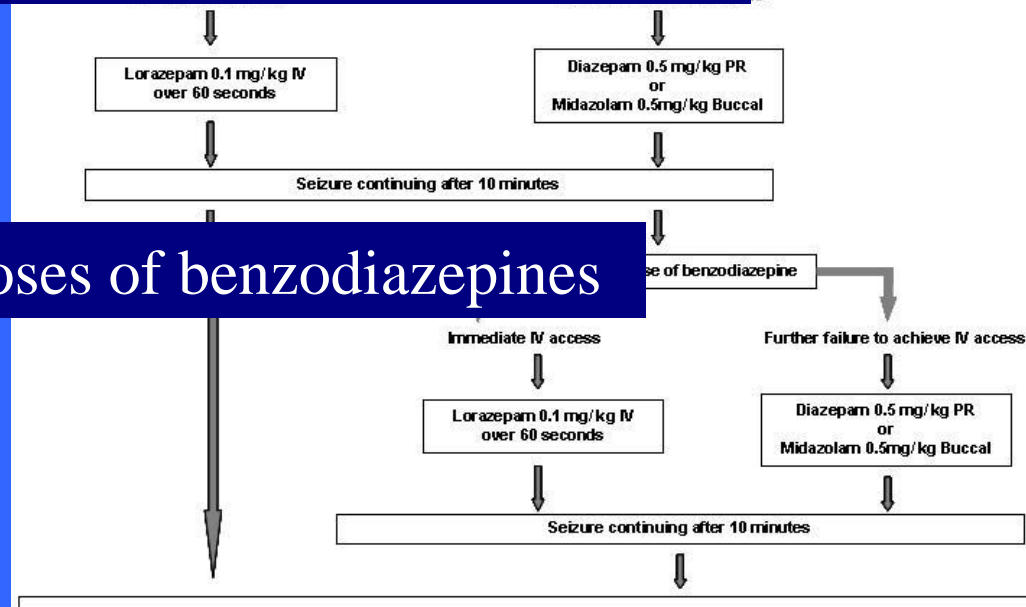 Lorazepam 0.1 mg/kg IV
over 60 seconds
Diazepam 0.5 mg/kg PR
or
Midazolam 0.5mg/kg Buccal
Seizure continuing after 10 minutes
of benzodiazepines
of benzodiazepine
Immediate IV access
Further failure to achieve IV access
Lorazepam 0.1 mg/kg IV
over 60 seconds
Diazepam 0.5 mg/kg PR
or
Midazolam 0.5mg/kg Buccal
Seizure continuing after 10 minutes